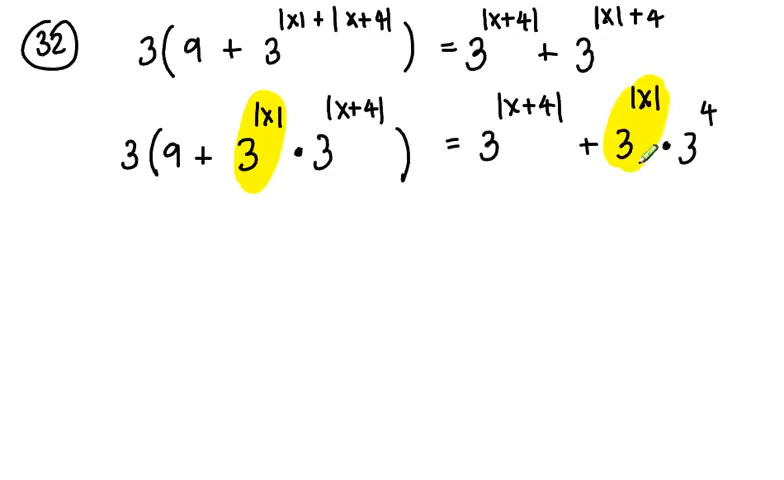 32 3(9 + 3^{|x|+|x+4|}) = 3^{|x+4|} + 3^{|x|+4}
3(9 + 3^{|x|} · 3^{|x+4|}) = 3^{|x+4|} + 3^{|x|} · 3^4